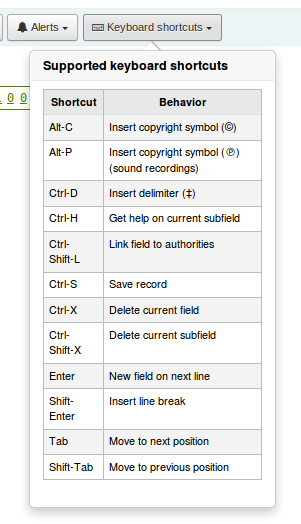 Alerts
Keyboard shortcuts
0 0
Supported keyboard shortcuts
Shortcut Behavior
Alt-C Insert copyright symbol (©)
Alt-P Insert copyright symbol (℗)
(sound recordings)
Ctrl-D Insert delimiter (‡)
Ctrl-H Get help on current subfield
Ctrl- Link field to authorities
Shift-L
Ctrl-S Save record
Ctrl-X Delete current field
Ctrl- Delete current subfield
Shift-X
Enter New field on next line
Shift- Insert line break
Enter
Tab Move to next position
Shift-Tab Move to previous position